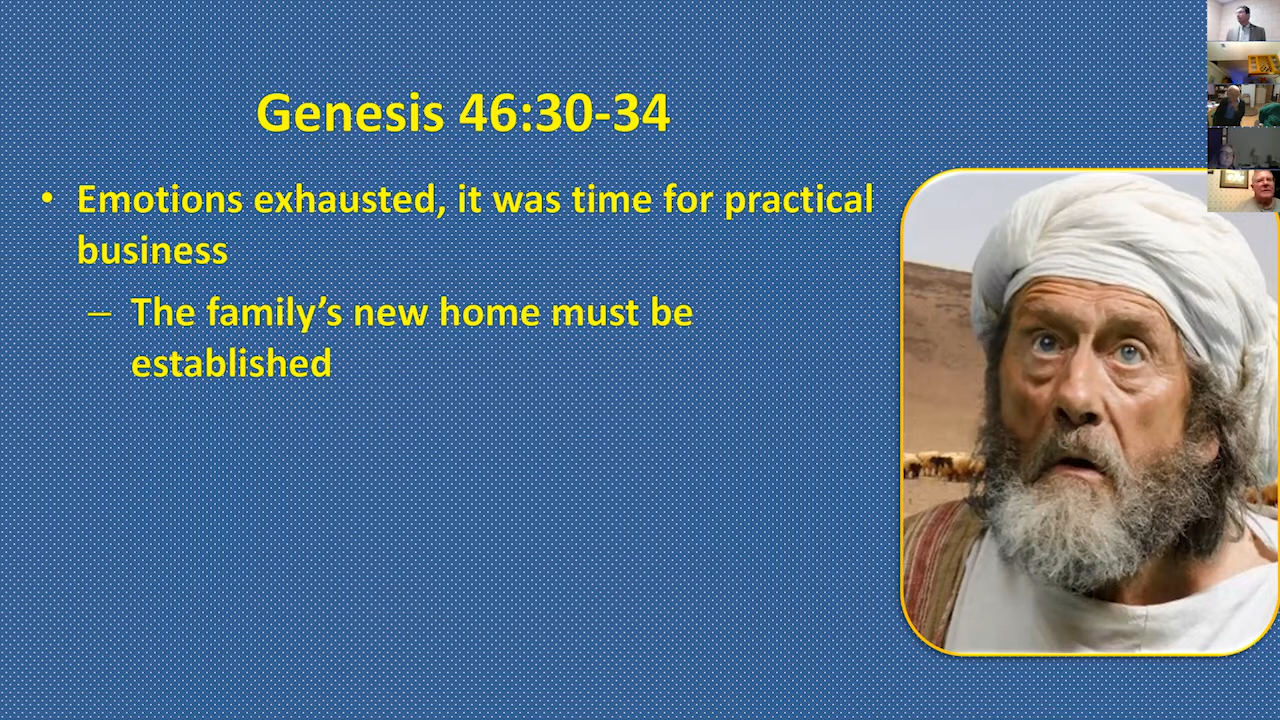 Genesis 46:30-34
• Emotions exhausted, it was time for practical
business
– The family’s new home must be
established